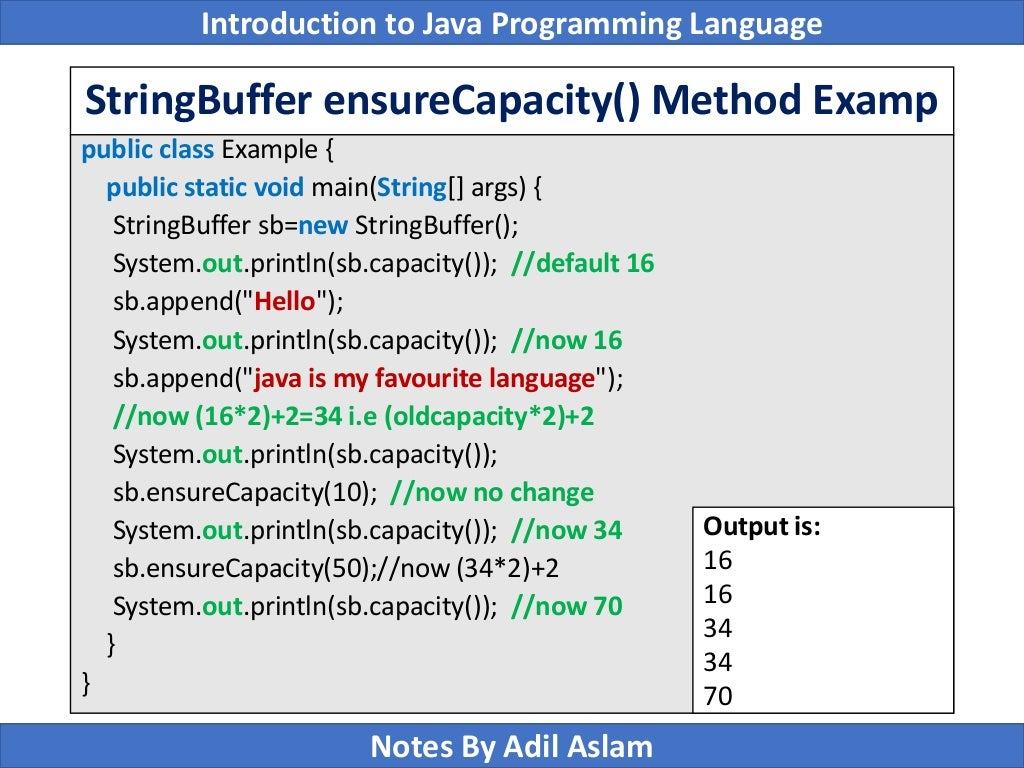 Introduction to Java Programming Language
StringBuffer ensureCapacity() Method Examp
public class Example {
public static void main(String[] args) {
StringBuffer sb=new StringBuffer();
System.out.println(sb.capacity()); //default 16
sb.append("Hello");
System.out.println(sb.capacity()); //now 16
sb.append("java is my favourite language");
//now (16*2)+2=34 i.e (oldcapacity*2)+2
System.out.println(sb.capacity());
sb.ensureCapacity(10); //now no change
System.out.println(sb.capacity()); //now 34
sb.ensureCapacity(50);//now (34*2)+2
System.out.println(sb.capacity()); //now 70
}
}
Output is:
16
16
34
34
70
Notes By Adil Aslam